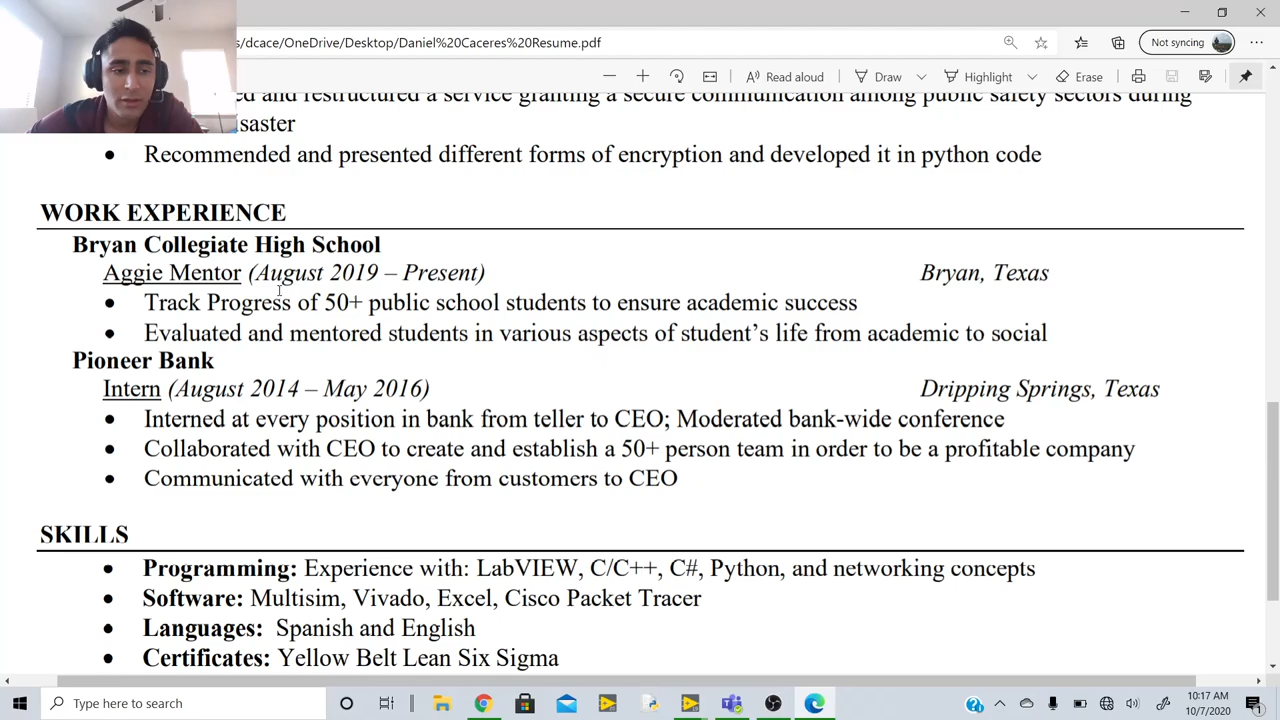 s/dcace/OneDrive/Desktop/Daniel%20Caceres%20Resume.pdf
Not syncing
Read aloud
Draw
Highlight
Erase
ed and restructured a service granting a secure communication among public safety sectors during
saster
• Recommended and presented different forms of encryption and developed it in python code
WORK EXPERIENCE
Bryan Collegiate High School
Aggie Mentor (August 2019 – Present) Bryan, Texas
• Track Progress of 50+ public school students to ensure academic success
• Evaluated and mentored students in various aspects of student’s life from academic to social
Pioneer Bank
Intern (August 2014 – May 2016) Dripping Springs, Texas
• Interned at every position in bank from teller to CEO; Moderated bank-wide conference
• Collaborated with CEO to create and establish a 50+ person team in order to be a profitable company
• Communicated with everyone from customers to CEO
SKILLS
• Programming: Experience with: LabVIEW, C/C++, C#, Python, and networking concepts
• Software: Multisim, Vivado, Excel, Cisco Packet Tracer
• Languages: Spanish and English
• Certificates: Yellow Belt Lean Six Sigma
Type here to search
10:17 AM
10/7/2020